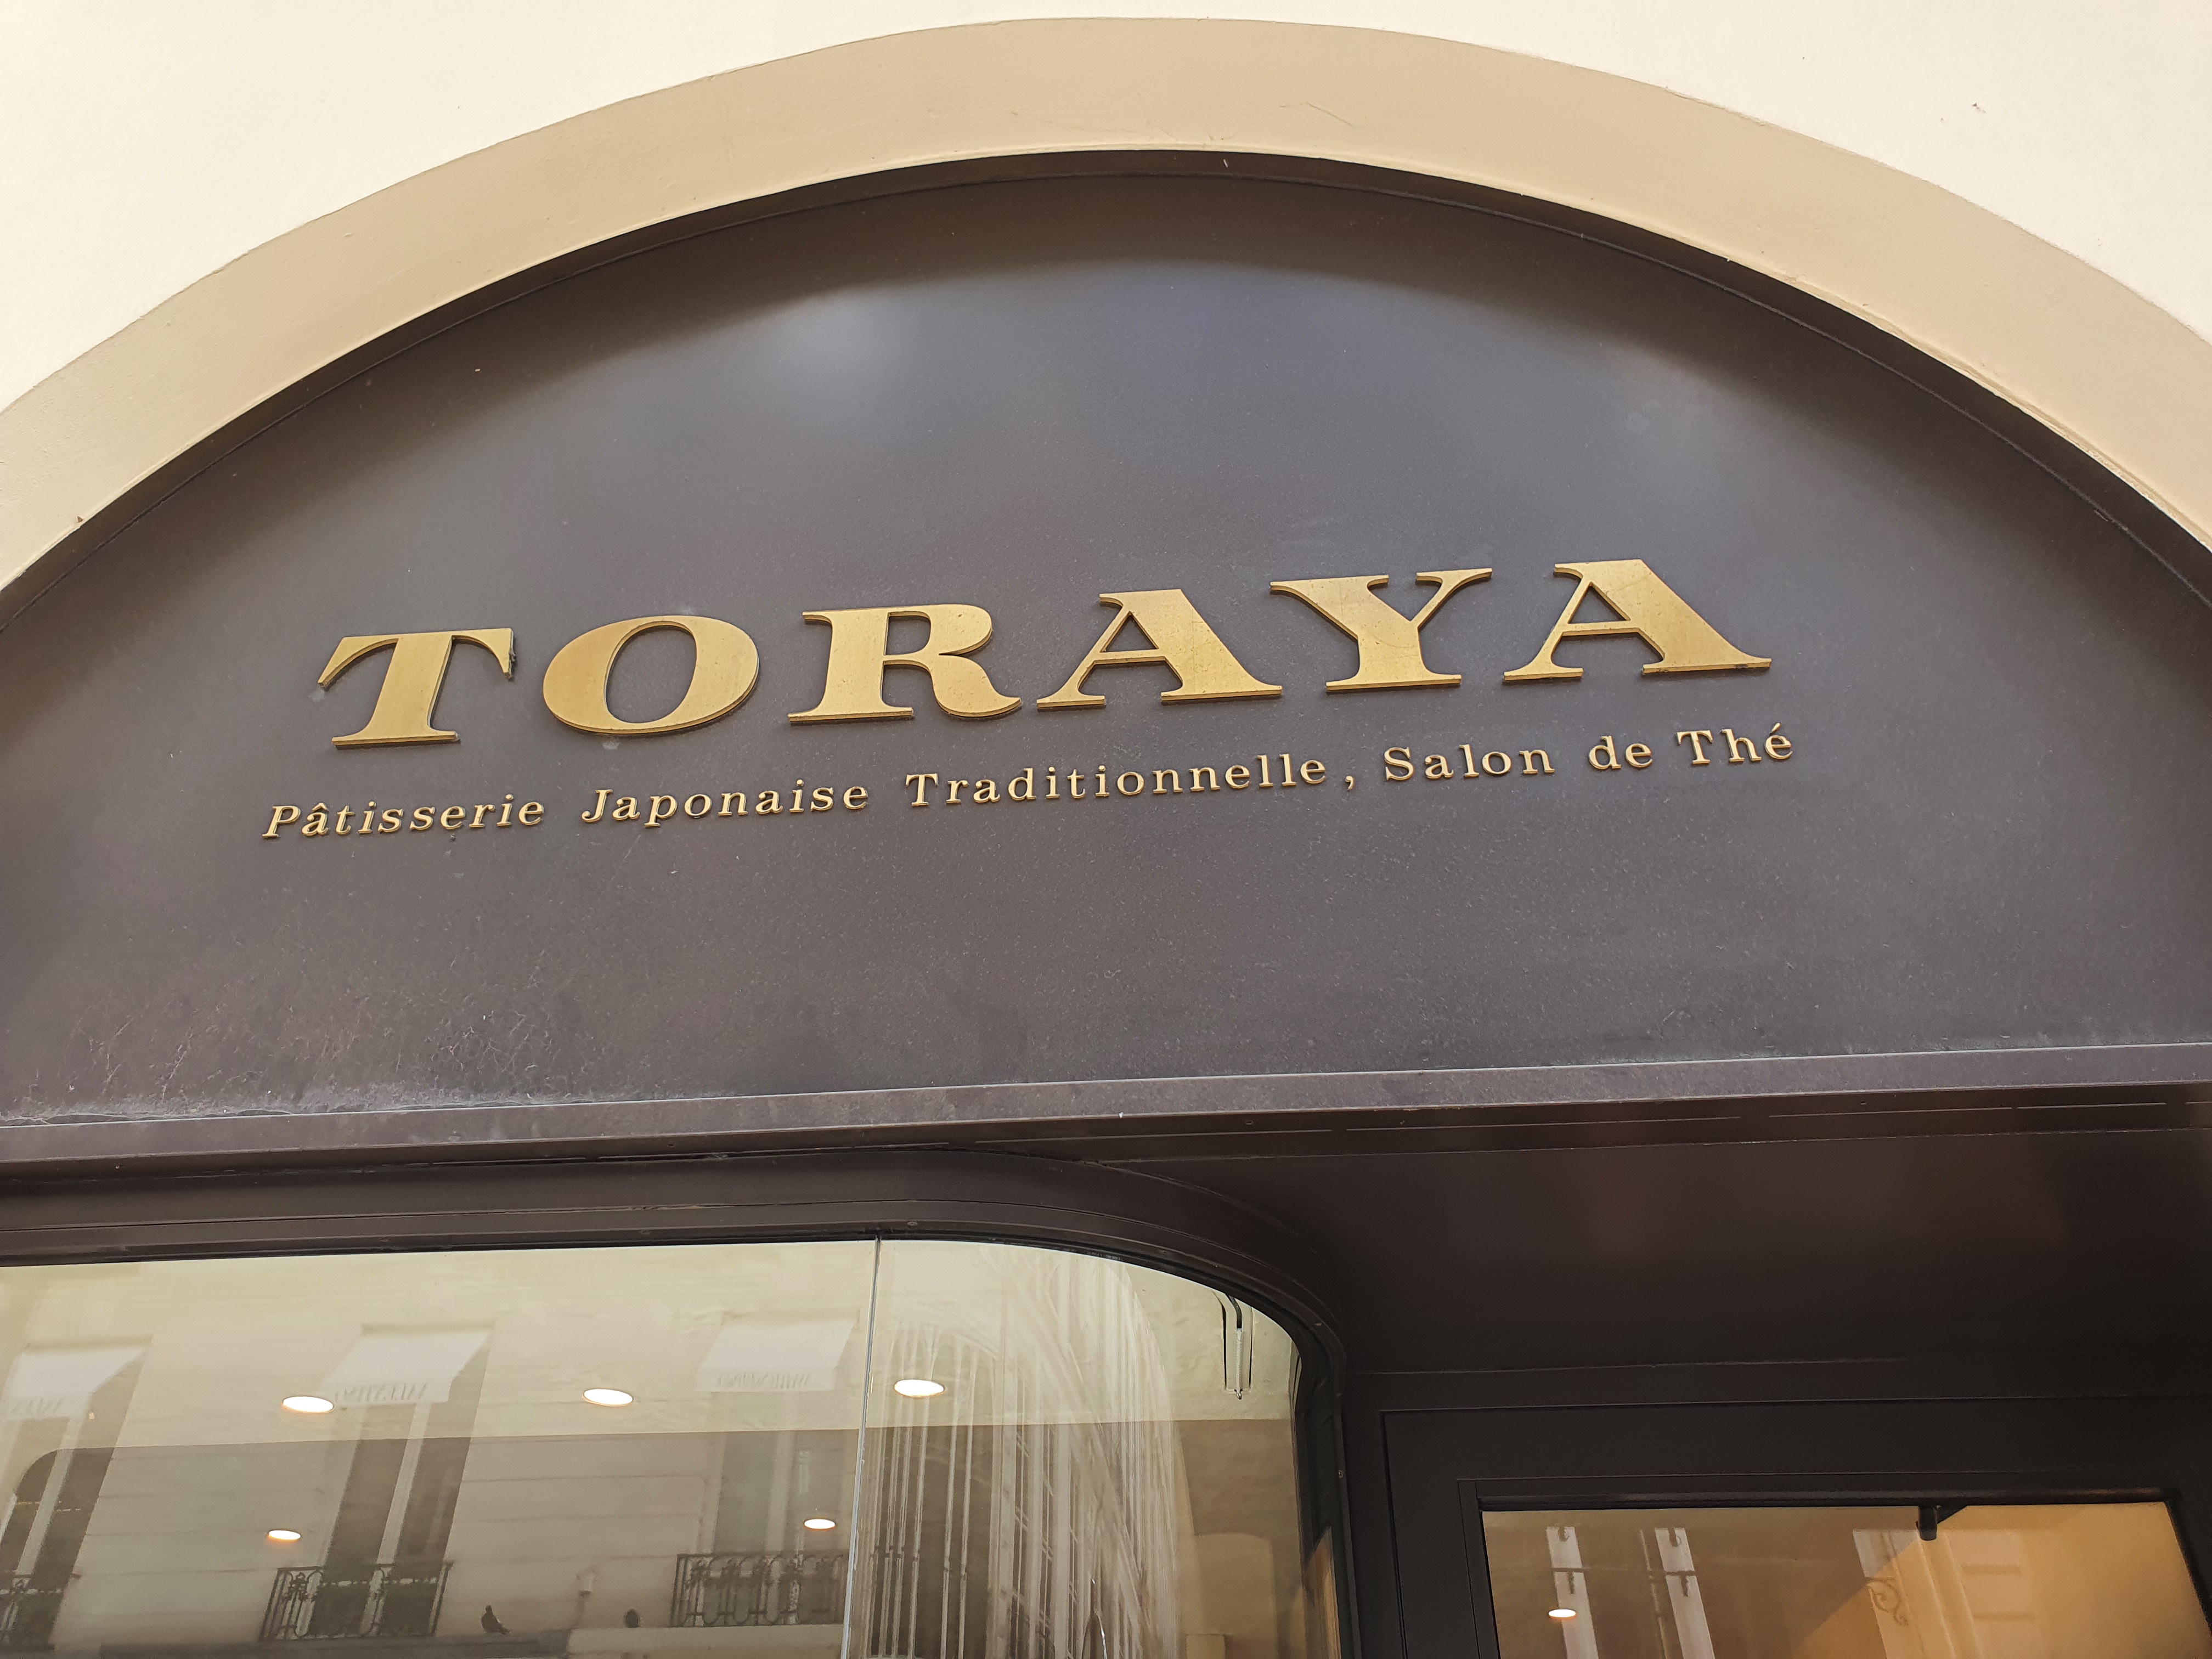 TORAYA
Pâtisserie Japonaise Traditionnelle, Salon de Thé